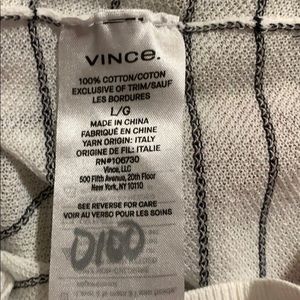 VINCE.
100% COTTON/COTON
EXCLUSIVE OF TRIM/SAUF
LES BORDURES
L/G
MADE IN CHINA
FABRIQUÉ EN CHINE
YARN ORIGIN: ITALY
ORIGINE DE FIL: ITALIE
RN#106730
Vince, LLC
500 Fifth Avenue, 20th Floor
New York, NY 10110
SEE REVERSE FOR CARE
VOIR AU VERSO POUR LES SOINS